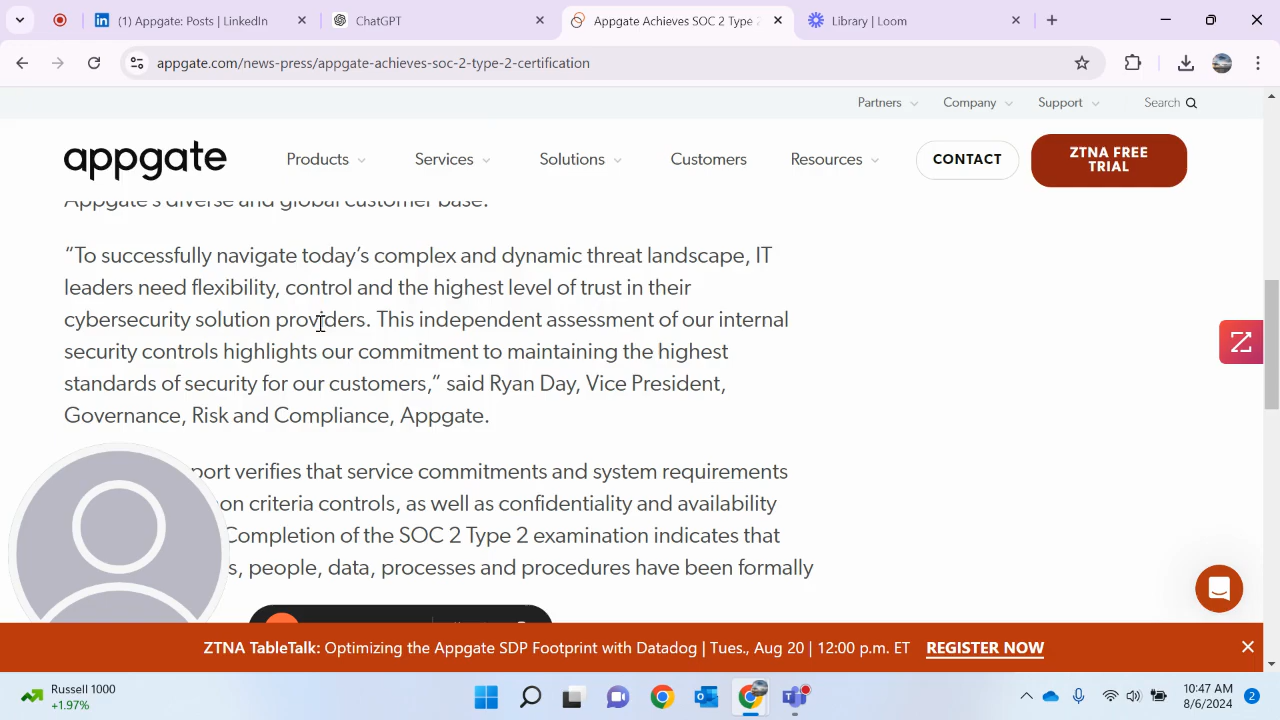 (1) Appgate: Posts | LinkedIn
ChatGPT
Appgate Achieves SOC 2 Type 2
Library | Loom
appgate.com/news-press/appgate-achieves-soc-2-type-2-certification
Partners Company Support Search
appgate Products Services Solutions Customers Resources CONTACT ZTNA FREE
TRIAL
Appgate’s diverse and global customer base.
“To successfully navigate today’s complex and dynamic threat landscape, IT
leaders need flexibility, control and the highest level of trust in their
cybersecurity solution providers. This independent assessment of our internal
security controls highlights our commitment to maintaining the highest
standards of security for our customers,” said Ryan Day, Vice President,
Governance, Risk and Compliance, Appgate.
port verifies that service commitments and system requirements
on criteria controls, as well as confidentiality and availability
Completion of the SOC 2 Type 2 examination indicates that
s, people, data, processes and procedures have been formally
ZTNA TableTalk: Optimizing the Appgate SDP Footprint with Datadog | Tues., Aug 20 | 12:00 p.m. ET REGISTER NOW
Russell 1000
+1.97%
10:47 AM
8/6/2024
2